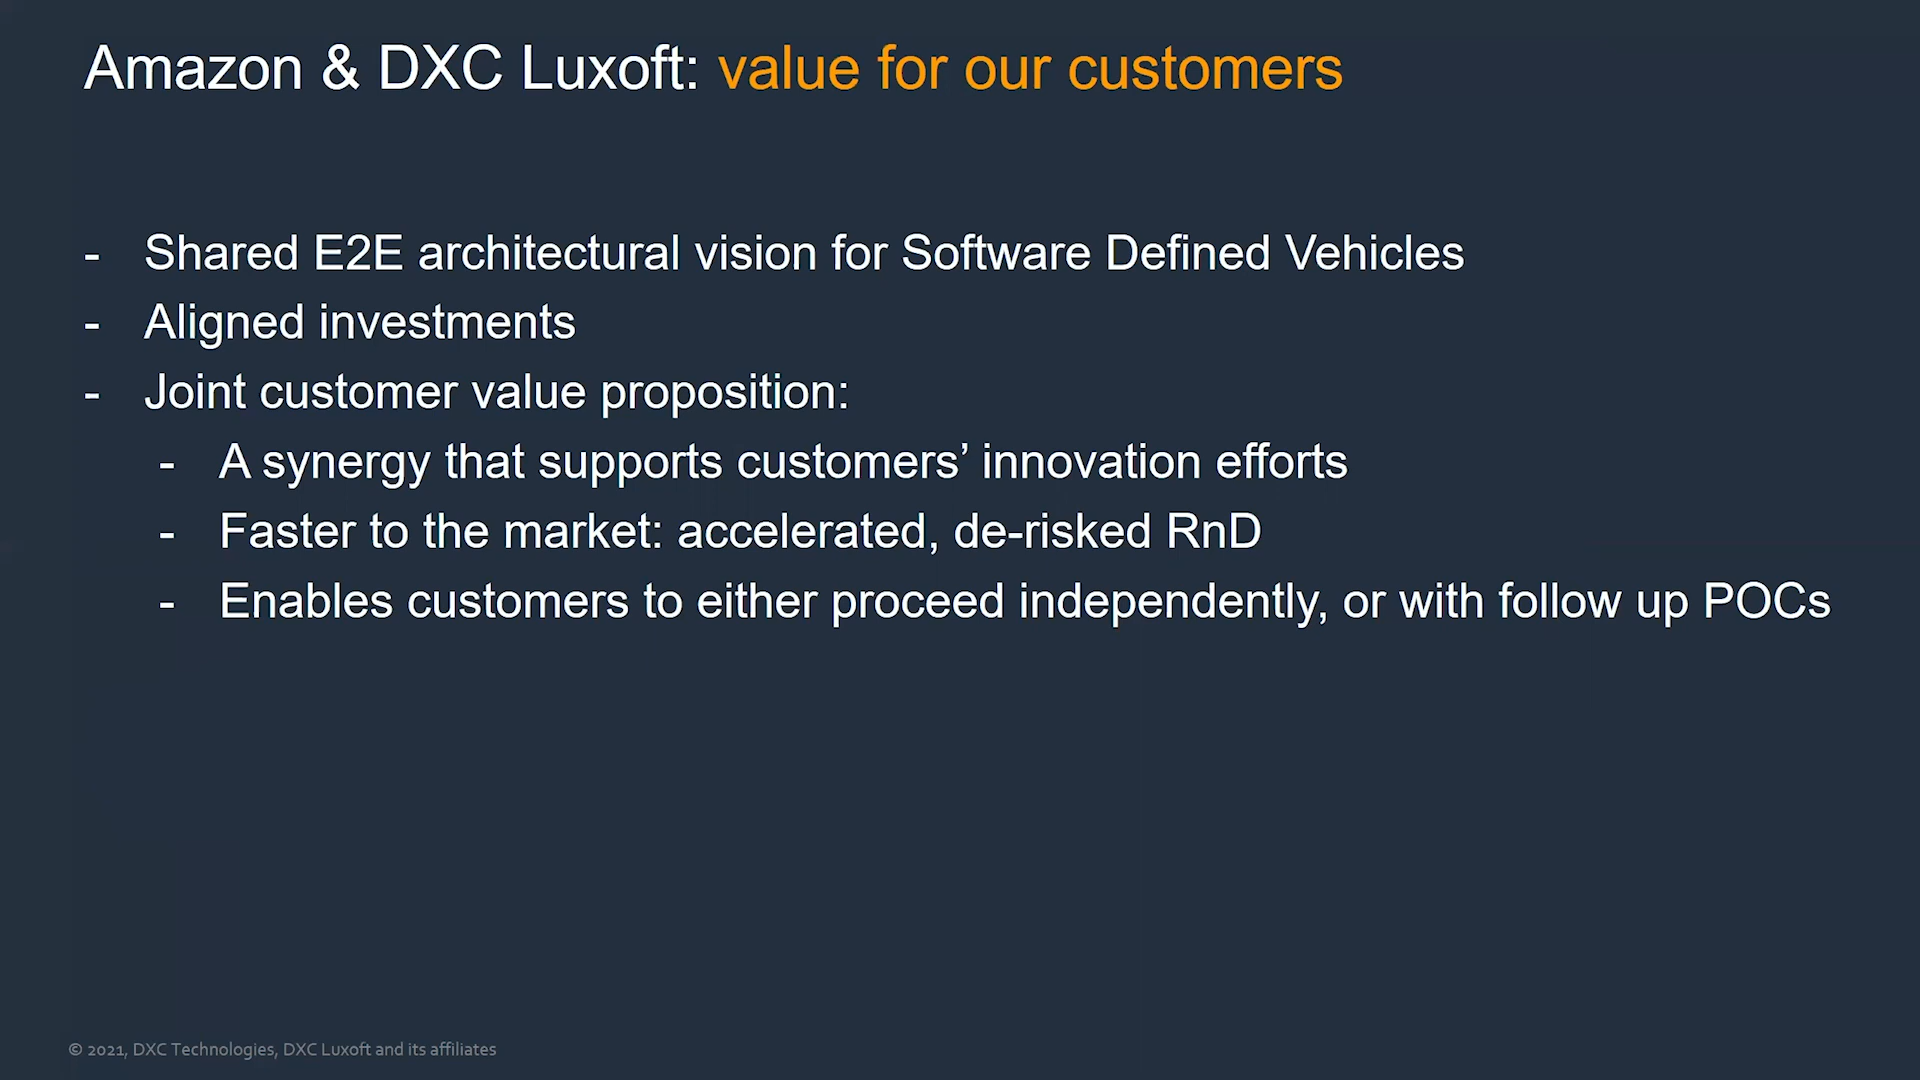 Amazon & DXC Luxoft: value for our customers
- Shared E2E architectural vision for Software Defined Vehicles
- Aligned investments
- Joint customer value proposition:
- A synergy that supports customers’ innovation efforts
- Faster to the market: accelerated, de-risked RnD
- Enables customers to either proceed independently, or with follow up POCs
© 2021, DXC Technologies, DXC Luxoft and its affiliates